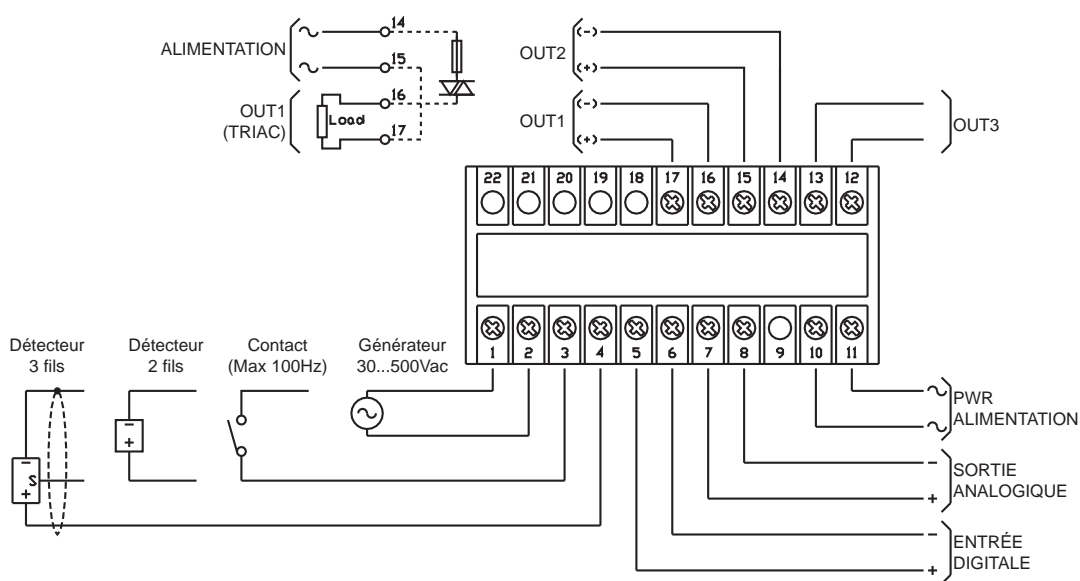 ALIMENTATION
14
15
OUT1
(TRIAC)
Load
16
17
OUT2
(-)
(+)
OUT1
(-)
(+)
OUT3
22 21 20 19 18 17 16 15 14 13 12
1 2 3 4 5 6 7 8 9 10 11
Détecteur
3 fils
Détecteur
2 fils
Contact
(Max 100Hz)
Générateur
30...500Vac
-
S
+
-
+
PWR
ALIMENTATION
-
+
SORTIE
ANALOGIQUE
-
+
ENTRÉE
DIGITALE